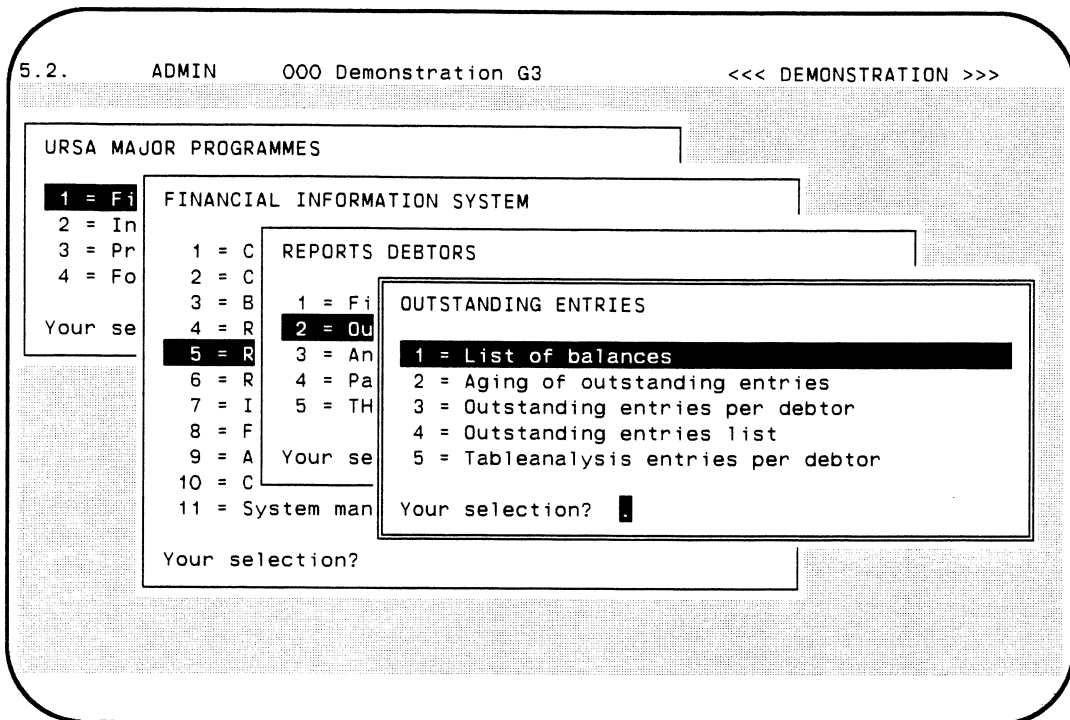 5.2. ADMIN 000 Demonstration G3 <<< DEMONSTRATION >>>
URSA MAJOR PROGRAMMES
1 = Fi
2 = In
3 = Pr
4 = Fo
Your se
FINANCIAL INFORMATION SYSTEM
1 = C
2 = C
3 = B
4 = R
5 = R
6 = R
7 = I
8 = F
9 = A
10 = C
11 = System man
Your selection?
REPORTS DEBTORS
1 = Fi
2 = Ou
3 = An
4 = Pa
5 = TH
Your se
OUTSTANDING ENTRIES
1 = List of balances
2 = Aging of outstanding entries
3 = Outstanding entries per debtor
4 = Outstanding entries list
5 = Tableanalysis entries per debtor
Your selection? .